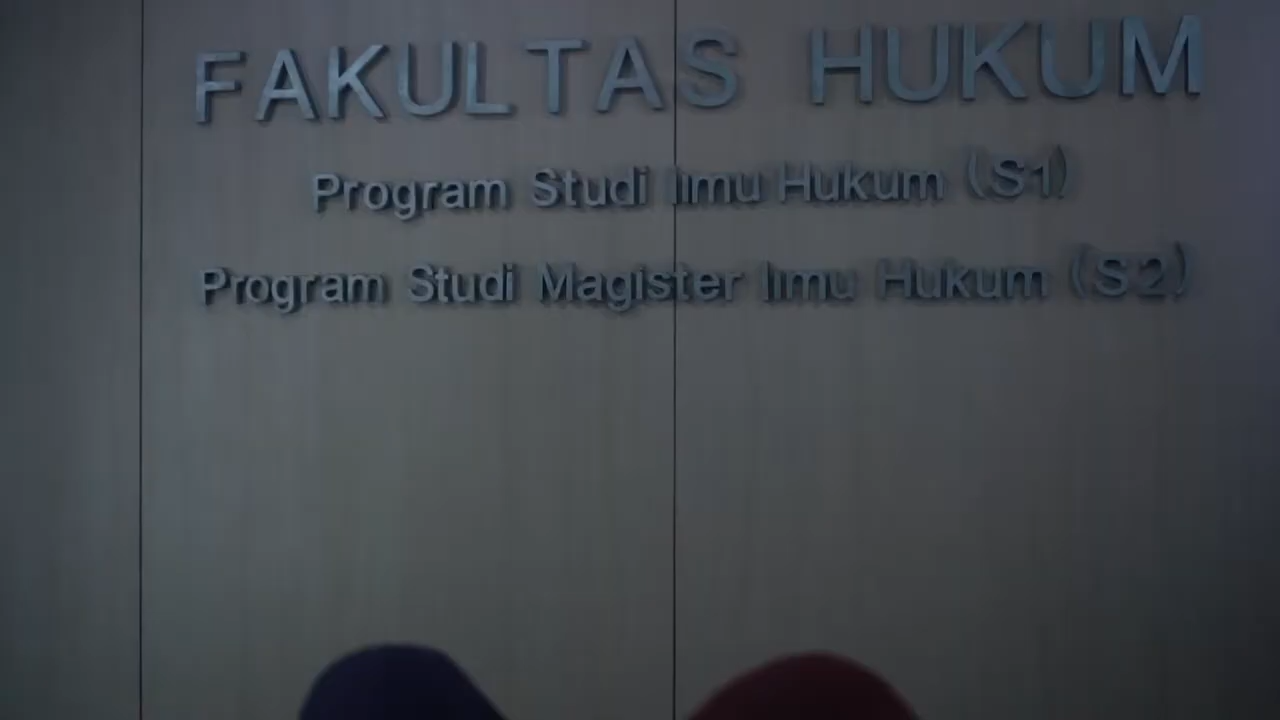 FAKULTAS HUKUM
Program Studi Ilmu Hukum (S1)
Program Studi Magister Ilmu Hukum (S2)